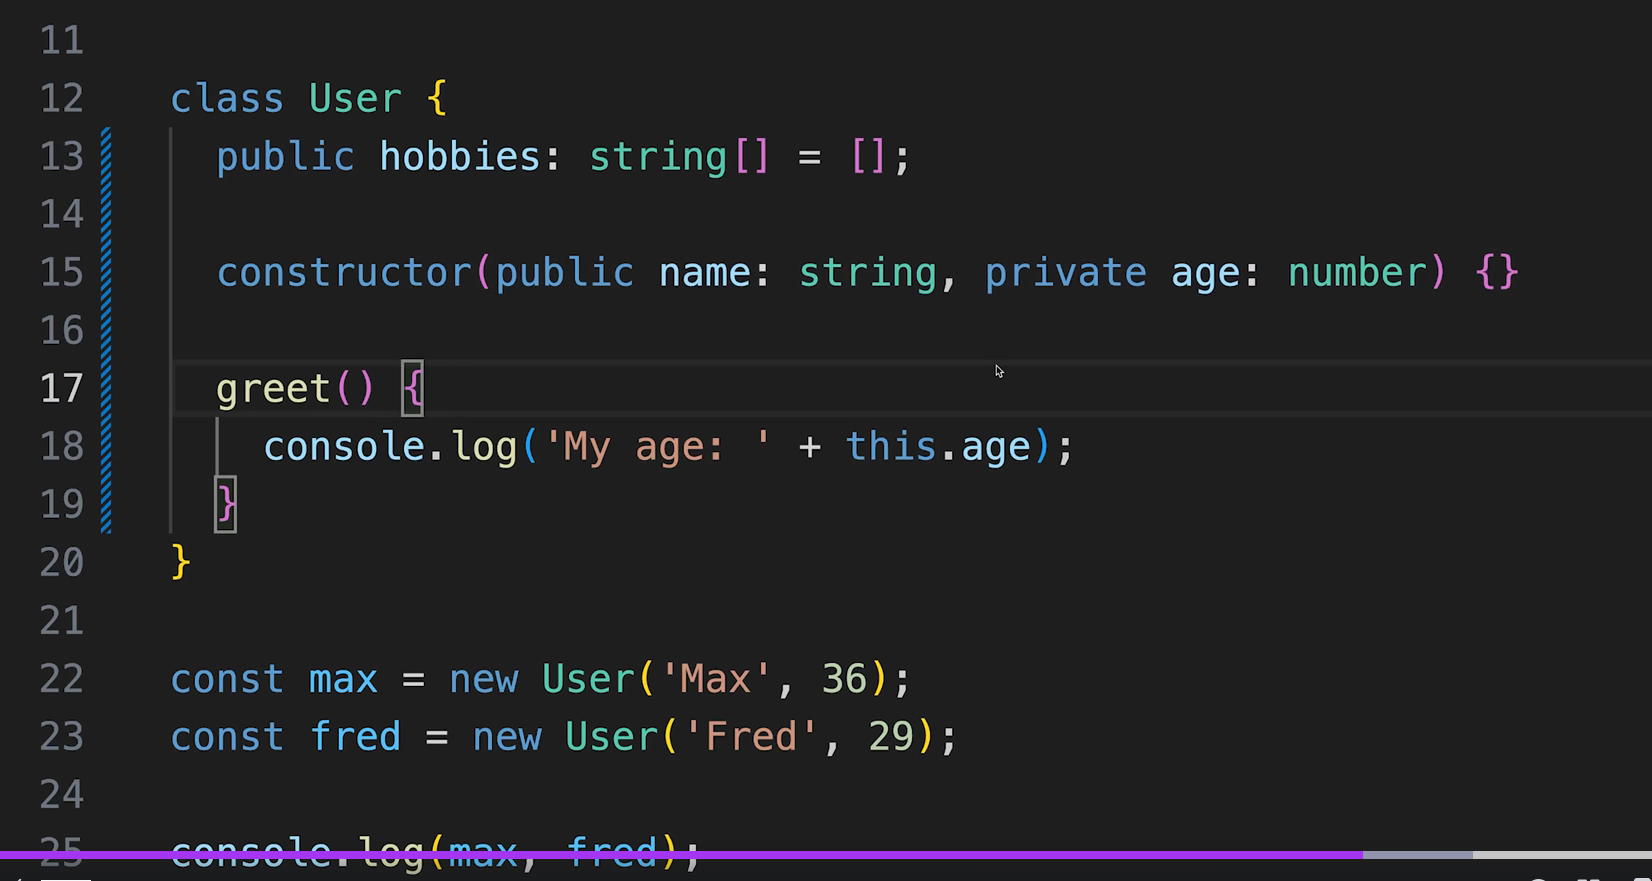 11
12 class User {
13 public hobbies: string[] = [];
14
15 constructor(public name: string, private age: number) {}
16
17 greet() {
18 console.log('My age: ' + this.age);
19 }
20 }
21
22 const max = new User('Max', 36);
23 const fred = new User('Fred', 29);
24
25 console.log(max, fred);